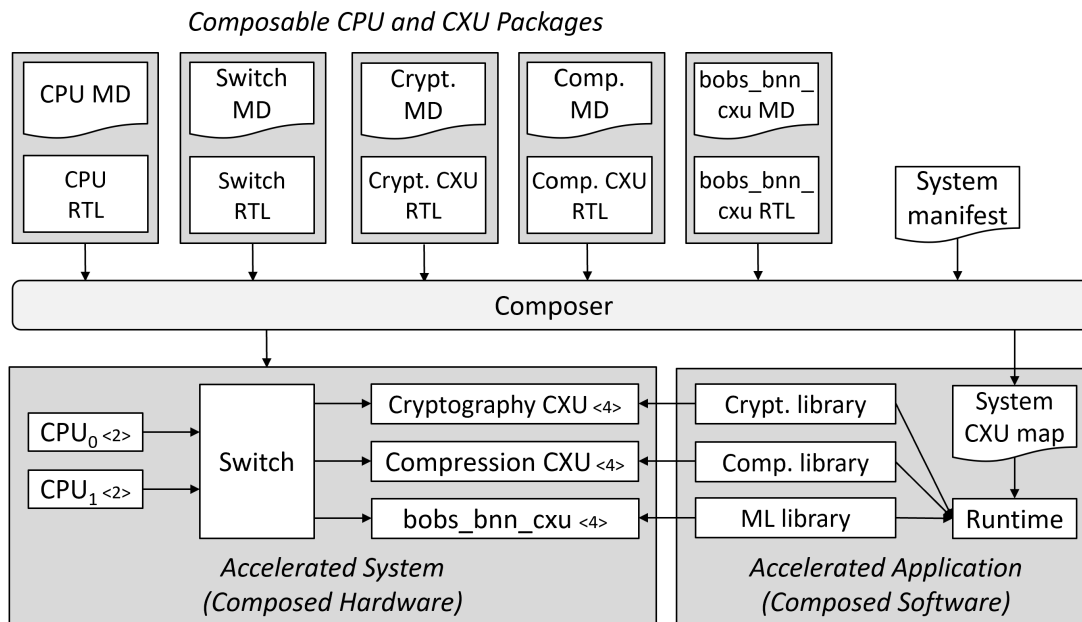 Composable CPU and CXU Packages
CPU MD
Switch
MD
Crypt.
MD
Comp.
MD
bobs_bnn_
cxu MD
CPU
RTL
Switch
RTL
Crypt. CXU
RTL
Comp. CXU
RTL
bobs_bnn_
cxu RTL
System
manifest
Composer
CPU₀ <2>
CPU₁ <2>
Switch
Cryptography CXU <4>
Compression CXU <4>
bobs_bnn_cxu <4>
Accelerated System
(Composed Hardware)
Crypt. library
Comp. library
ML library
System
CXU map
Runtime
Accelerated Application
(Composed Software)